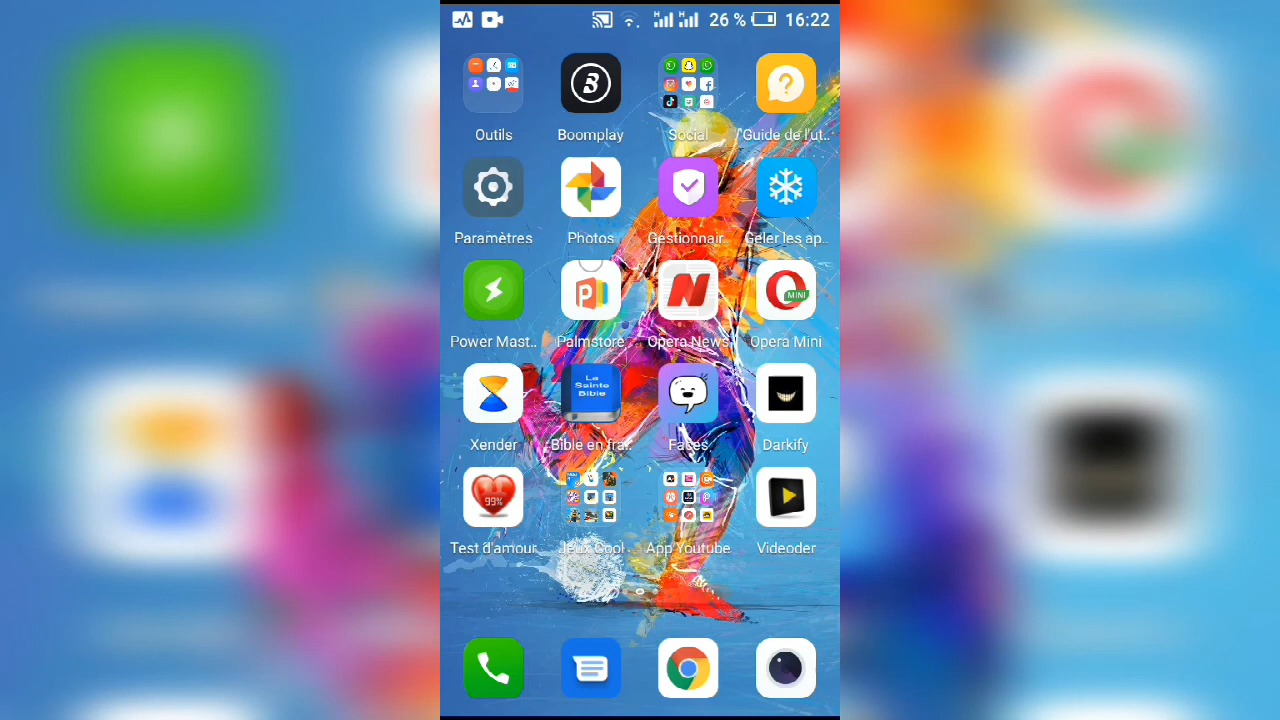 26 % 16:22
Outils Boomplay Social Guide de l'ut..
Paramètres Photos Gestionnair.. Geler les ap..
MINI
Power Mast.. Palmstore Opera News Opera Mini
La
Sainte
Bible
Xender Bible en fra.. Faces Darkify
99%
Test d'amour Jeux Cool App Youtube Videoder